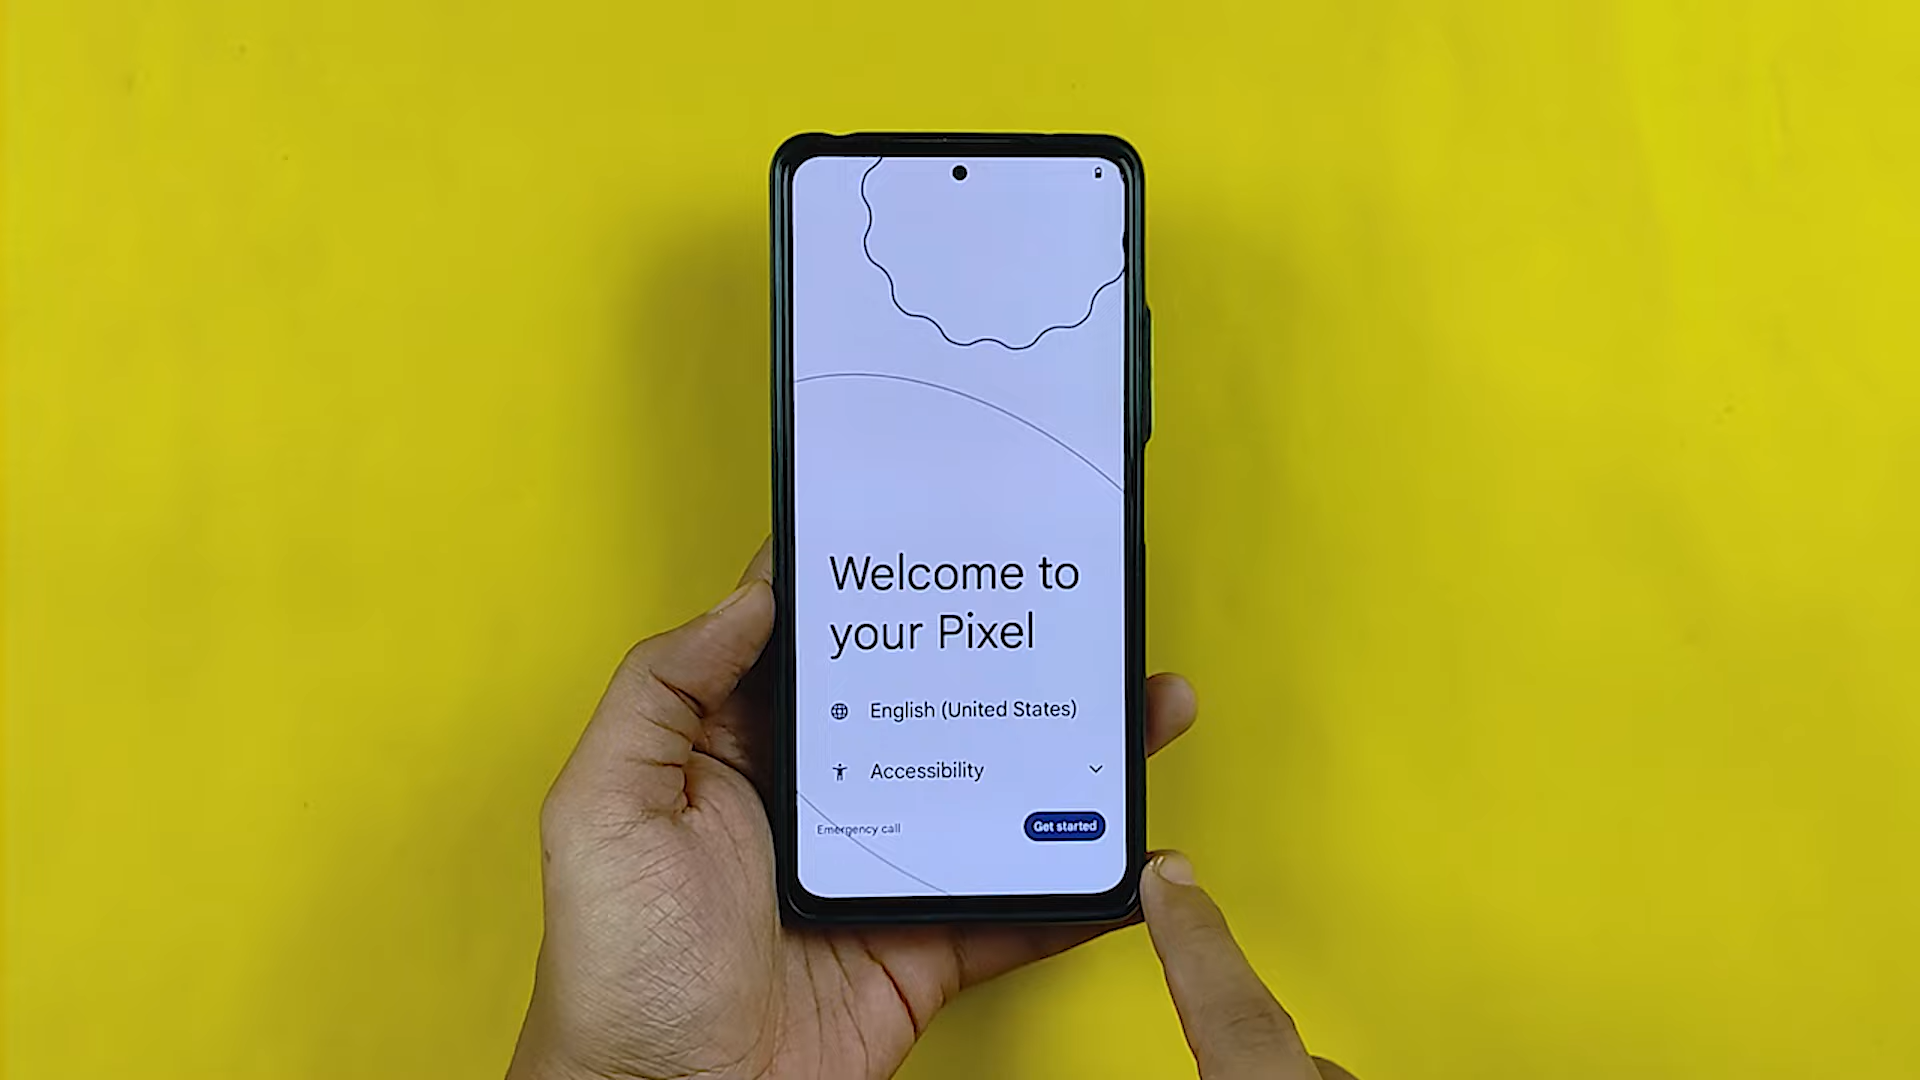 Welcome to
your Pixel
English (United States)
Accessibility
Emergency call
Get started